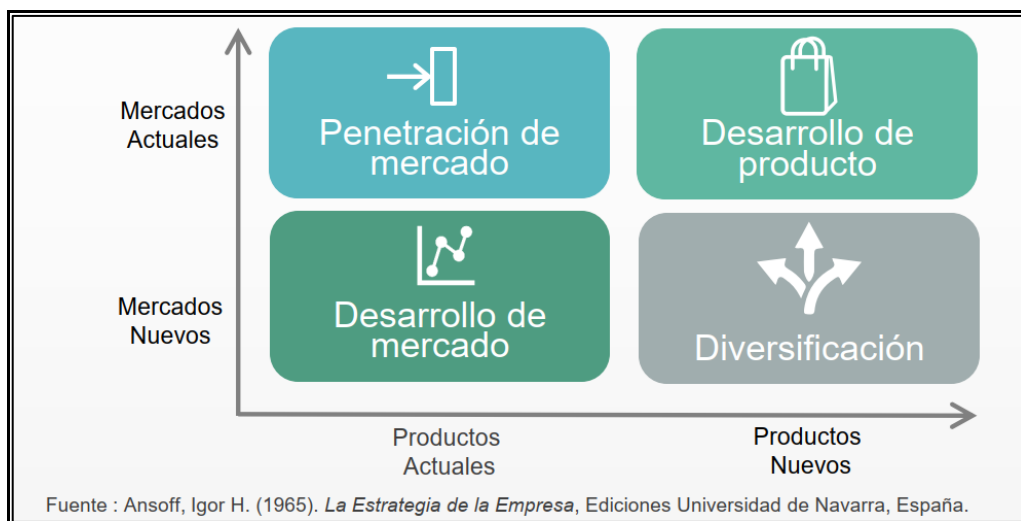 Mercados
Actuales
Penetración de
mercado
Desarrollo de
producto
Mercados
Nuevos
Desarrollo de
mercado
Diversificación
Productos
Actuales
Productos
Nuevos
Fuente : Ansoff, Igor H. (1965). La Estrategia de la Empresa, Ediciones Universidad de Navarra, España.